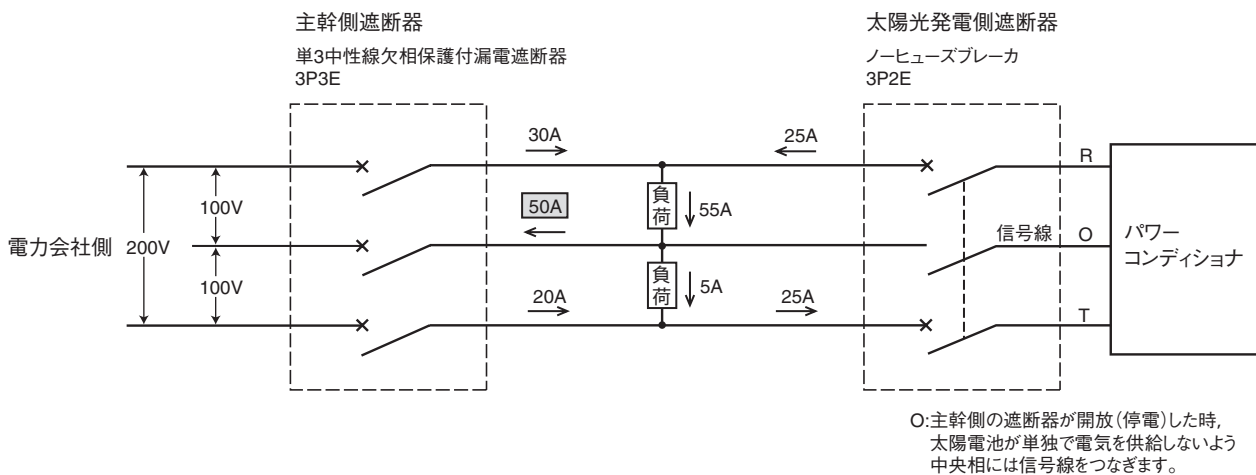 主幹側遮断器
単3中性線欠相保護付漏電遮断器
3P3E
太陽光発電側遮断器
ノーヒューズブレーカ
3P2E
30A
25A
R
100V
50A
負荷
55A
電力会社側
200V
信号線
O
パワー
コンディショナ
100V
負荷
5A
20A
25A
T
O:主幹側の遮断器が開放(停電)した時,
太陽電池が単独で電気を供給しないよう
中央相には信号線をつなぎます。